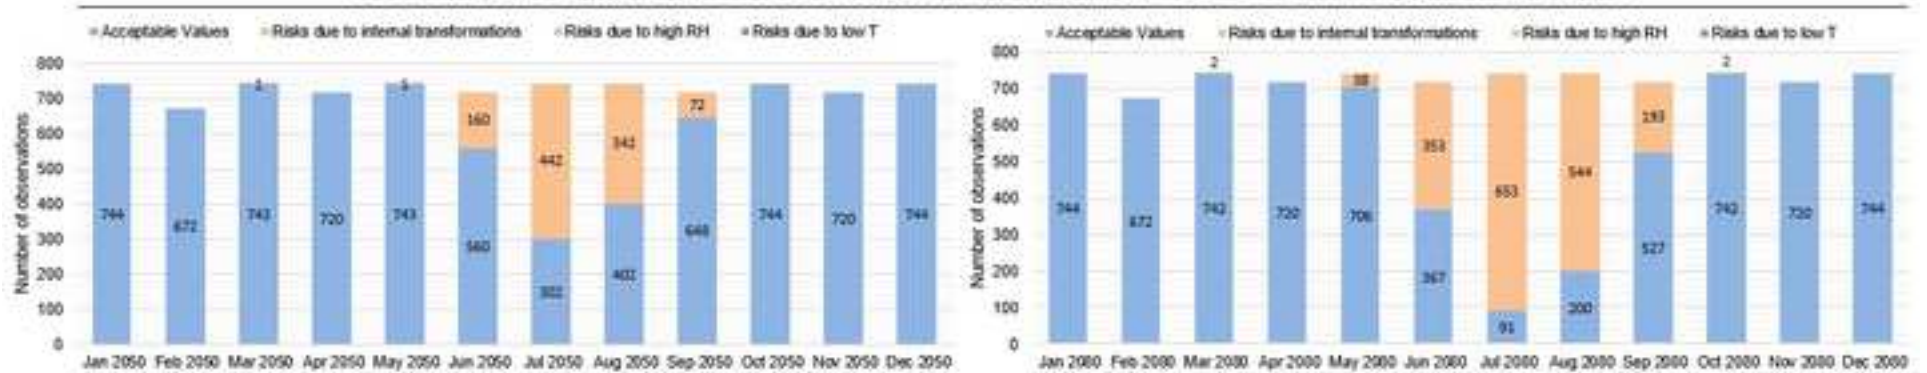 Acceptable Values Risks due to internal transformations Risks due to high RH Risks due to low T
Number of observations
800
700
600
500
400
300
200
100
0
744 672 743 720 743 560 302 402 648 744 720 744
1 160 442 342 72
Jan 2050 Feb 2050 Mar 2050 Apr 2050 May 2050 Jun 2050 Jul 2050 Aug 2050 Sep 2050 Oct 2050 Nov 2050 Dec 2050
Acceptable Values Risks due to internal transformations Risks due to high RH Risks due to low T
Number of observations
800
700
600
500
400
300
200
100
0
744 672 742 720 706 367 91 200 527 742 720 744
2 38 353 653 544 193 2
Jan 2080 Feb 2080 Mar 2080 Apr 2080 May 2080 Jun 2080 Jul 2080 Aug 2080 Sep 2080 Oct 2080 Nov 2080 Dec 2080